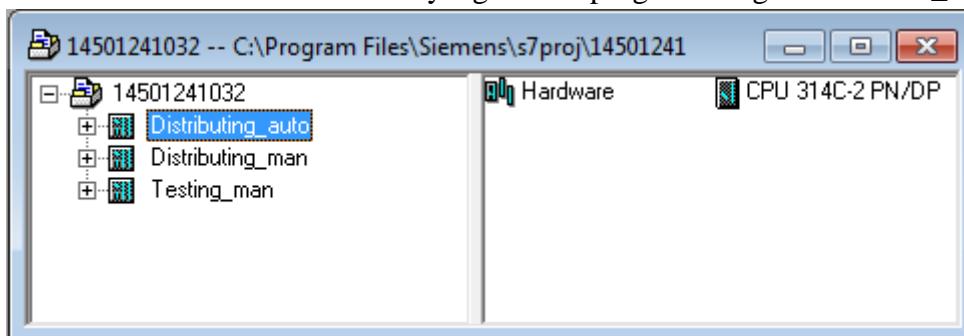 14501241032 -- C:\Program Files\Siemens\s7proj\14501241
14501241032
Distributing_auto
Distributing_man
Testing_man
Hardware
CPU 314C-2 PN/DP